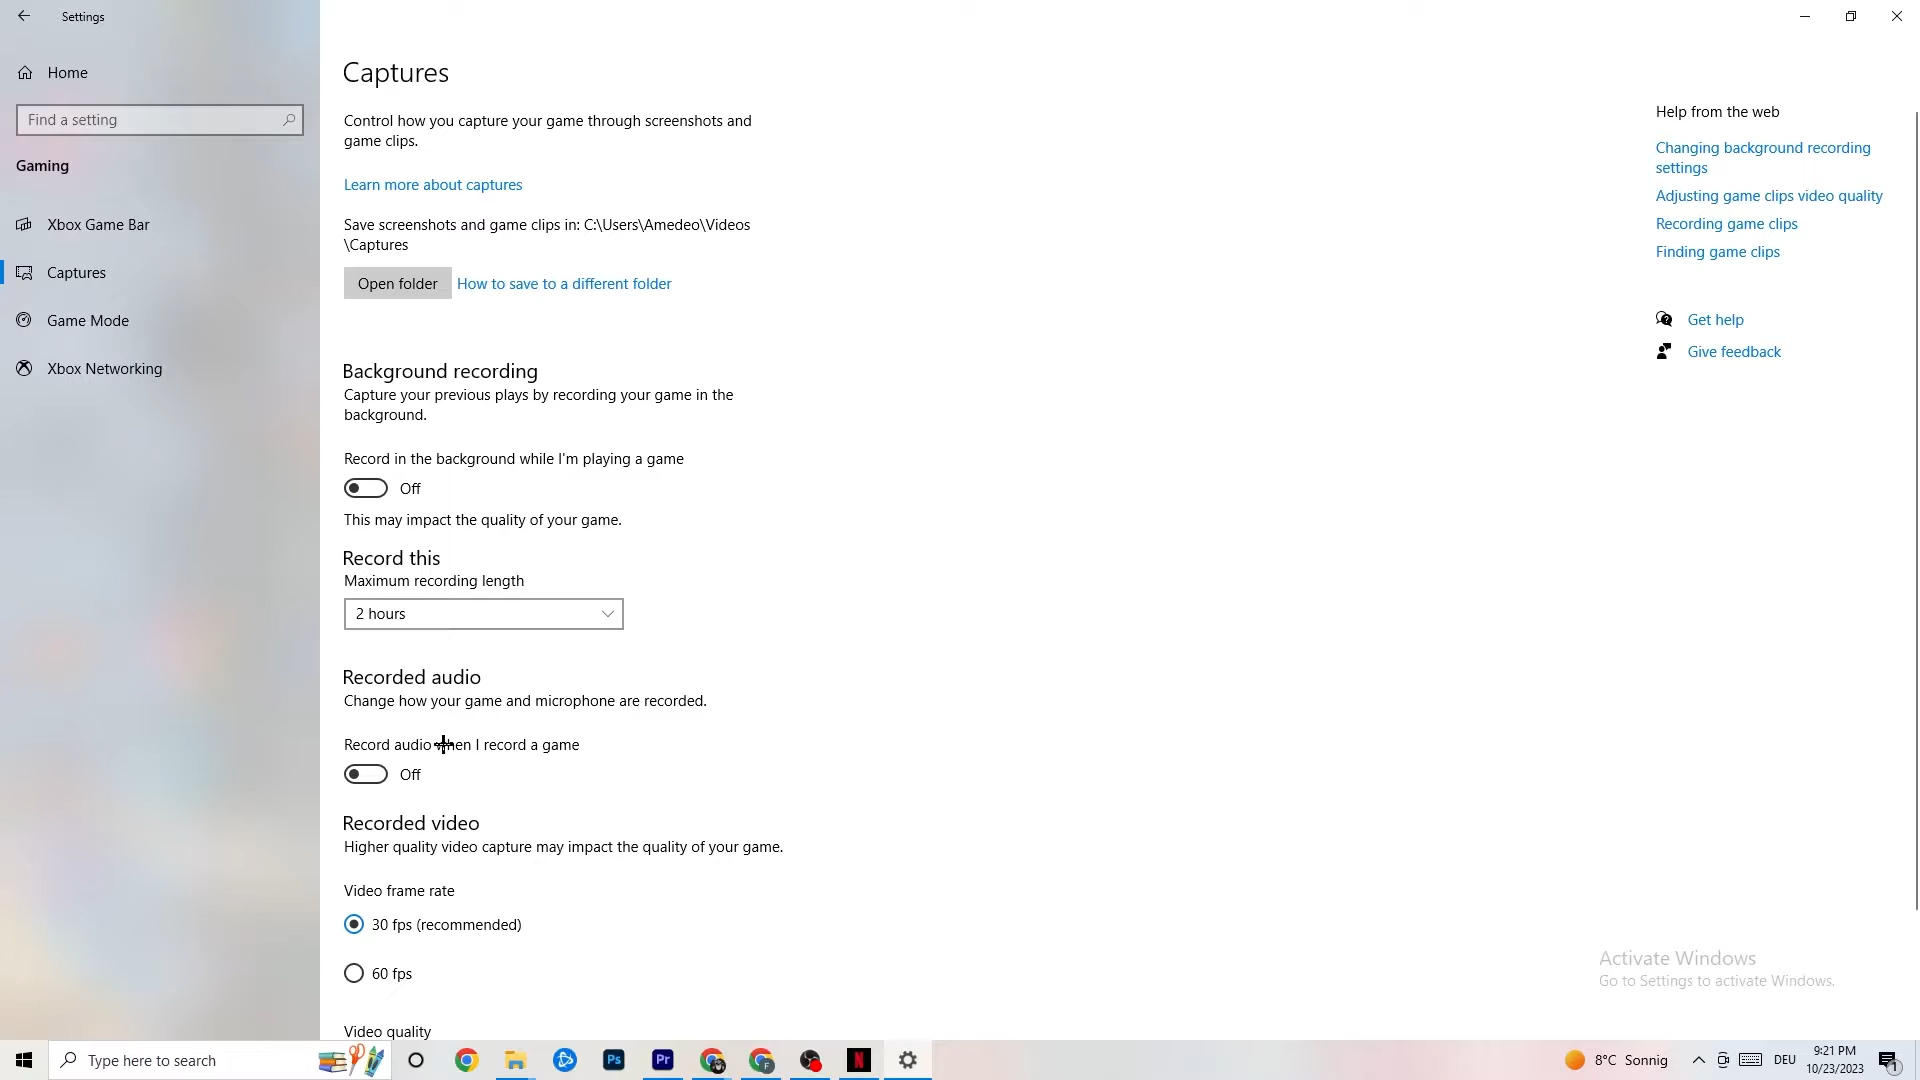 Settings
Home
Find a setting
Gaming
Xbox Game Bar
Captures
Game Mode
Xbox Networking
Captures
Control how you capture your game through screenshots and
game clips.
Learn more about captures
Save screenshots and game clips in: C:\Users\Amedeo\Videos
\Captures
Open folder How to save to a different folder
Background recording
Capture your previous plays by recording your game in the
background.
Record in the background while I'm playing a game
Off
This may impact the quality of your game.
Record this
Maximum recording length
2 hours
Recorded audio
Change how your game and microphone are recorded.
Record audio when I record a game
Off
Recorded video
Higher quality video capture may impact the quality of your game.
Video frame rate
30 fps (recommended)
60 fps
Video quality
Help from the web
Changing background recording
settings
Adjusting game clips video quality
Recording game clips
Finding game clips
Get help
Give feedback
Activate Windows
Go to Settings to activate Windows.
Type here to search
Ps
Pr
F
N
8°C Sonnig
DEU
9:21 PM
10/23/2023
1